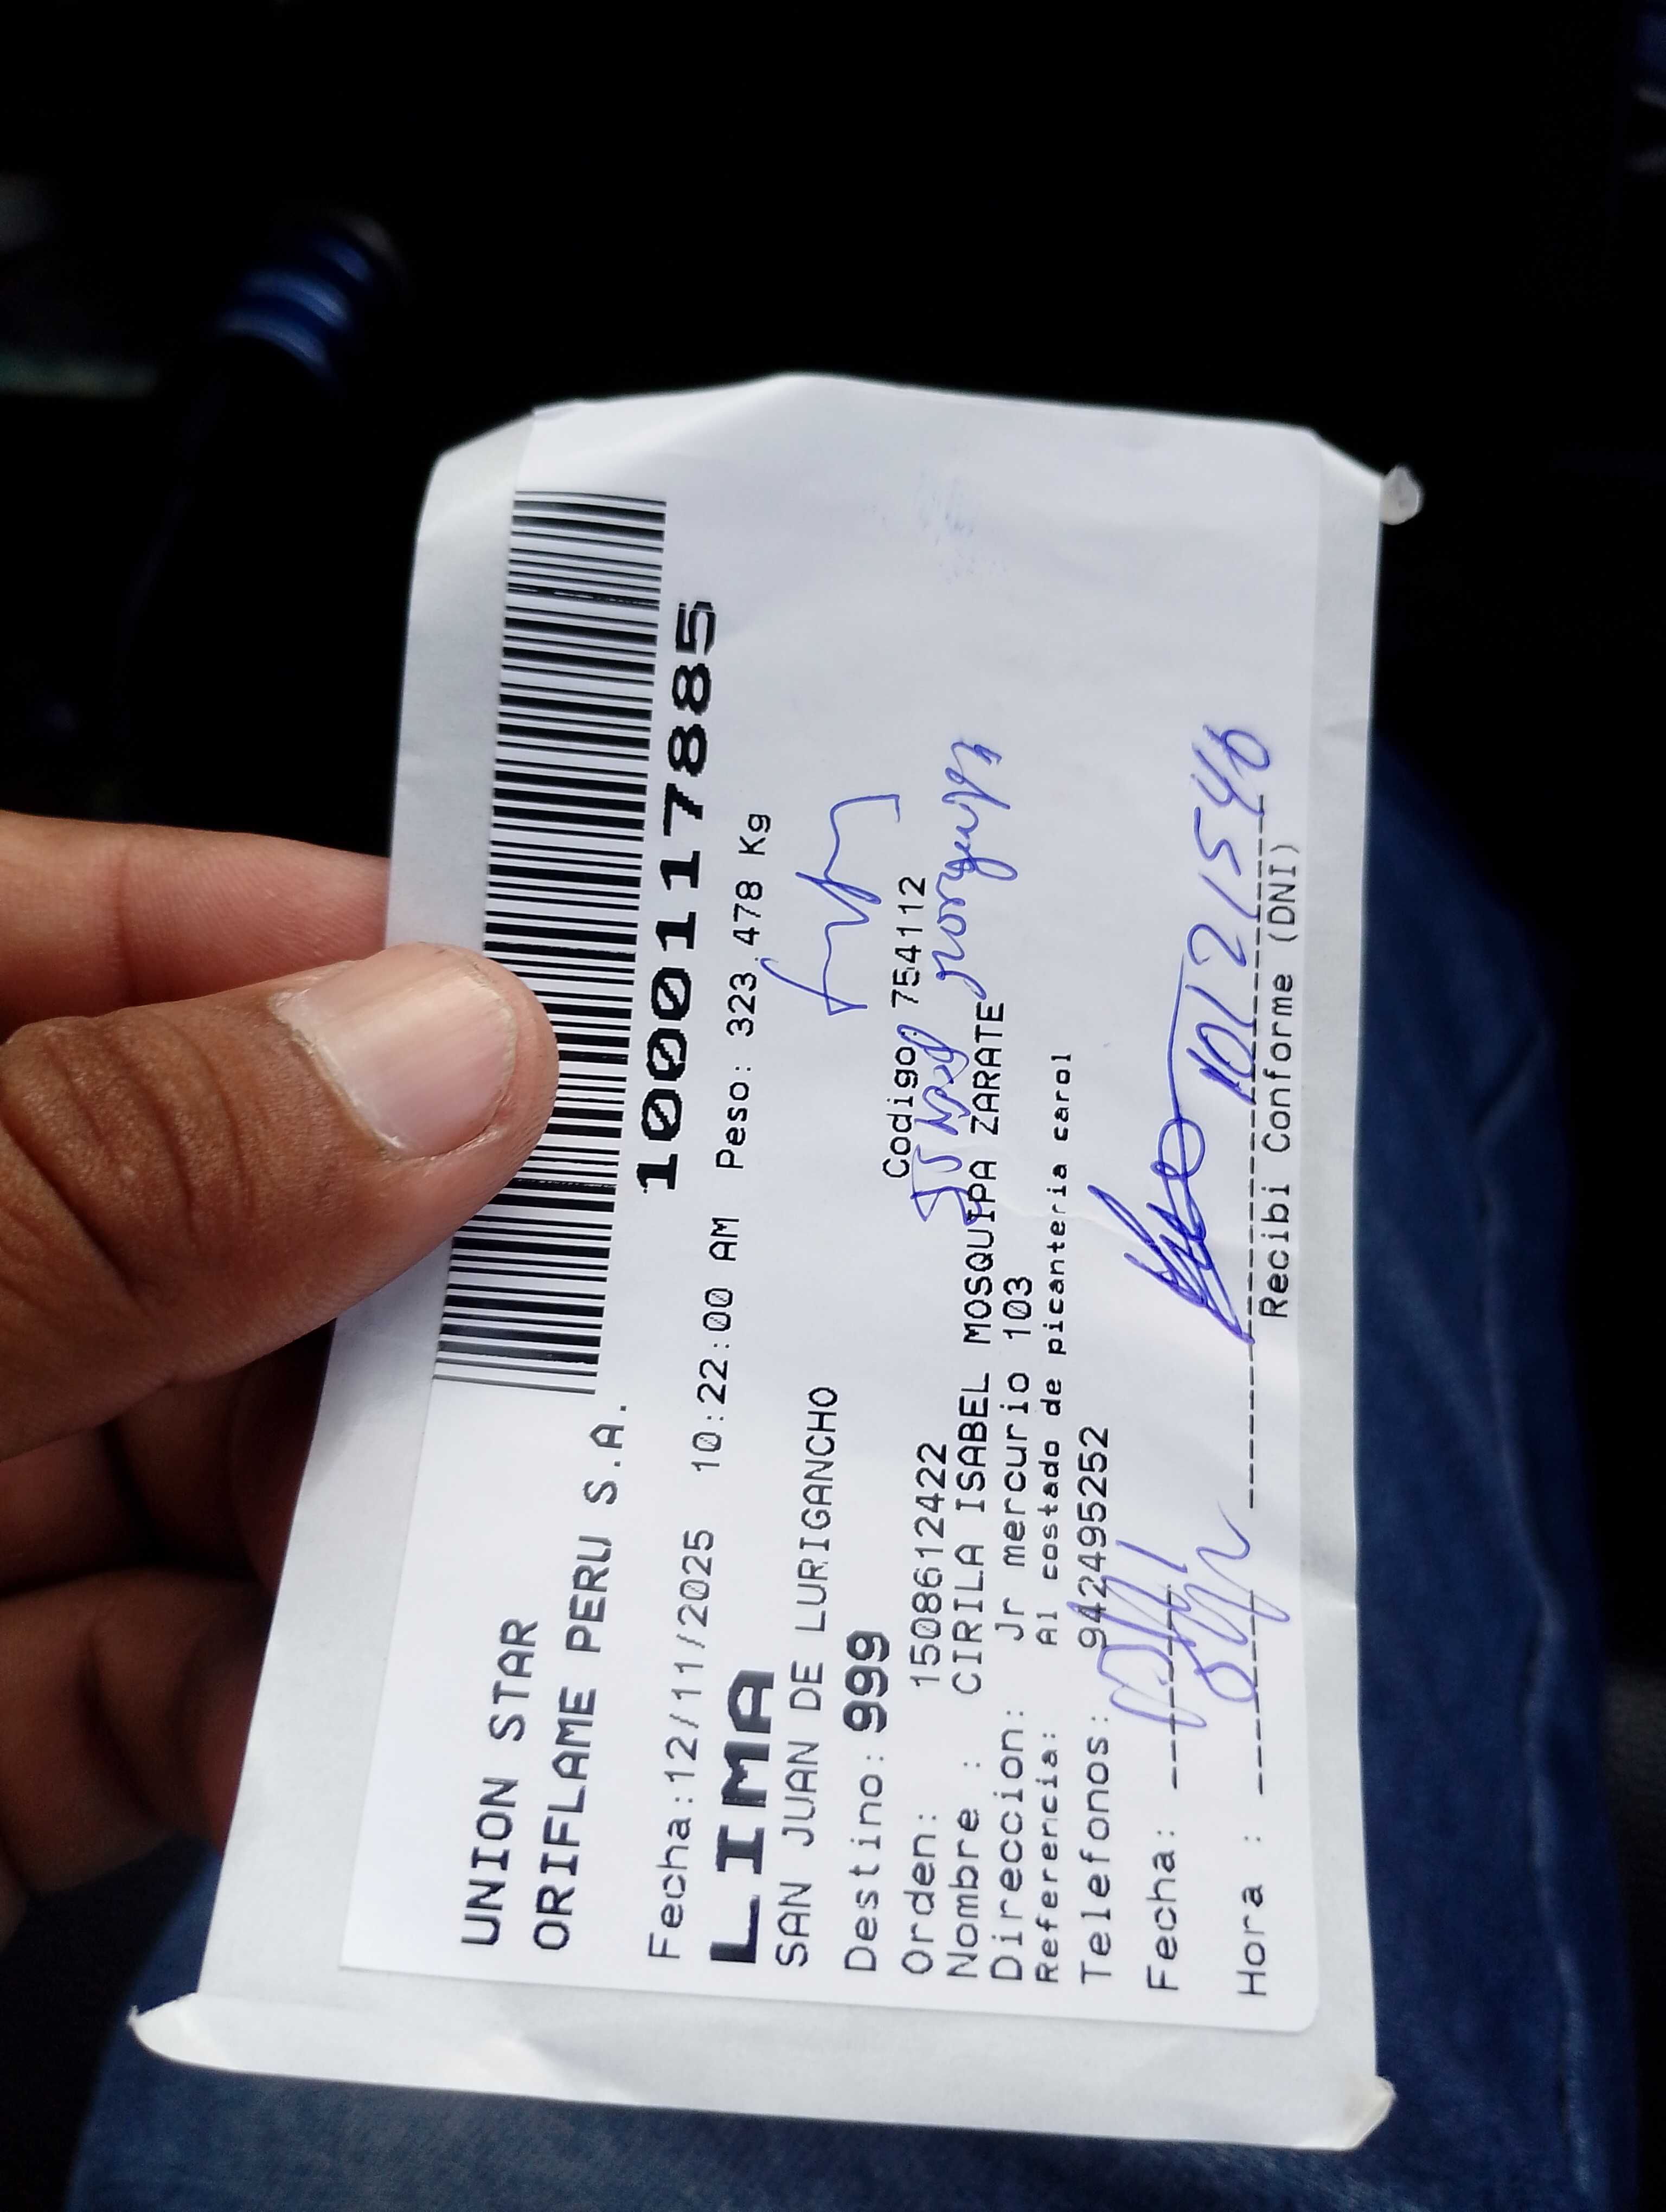 UNION STAR
ORIFLAME PERU S.A.
1000117885
Fecha:12/11/2025 10:22:00 AM Peso: 323.478 Kg
LIMA
SAN JUAN DE LURIGANCHO
Destino: 999
Codigo 754112
Orden: 1508612422
Nombre : CIRILA ISABEL MOSQUIPA ZARATE
Direccion: Jr mercurio 103
Referencia: Al costado de picanteria carol
Telefonos: 942495252
Fecha:
Hora :
Recibi Conforme (DNI)